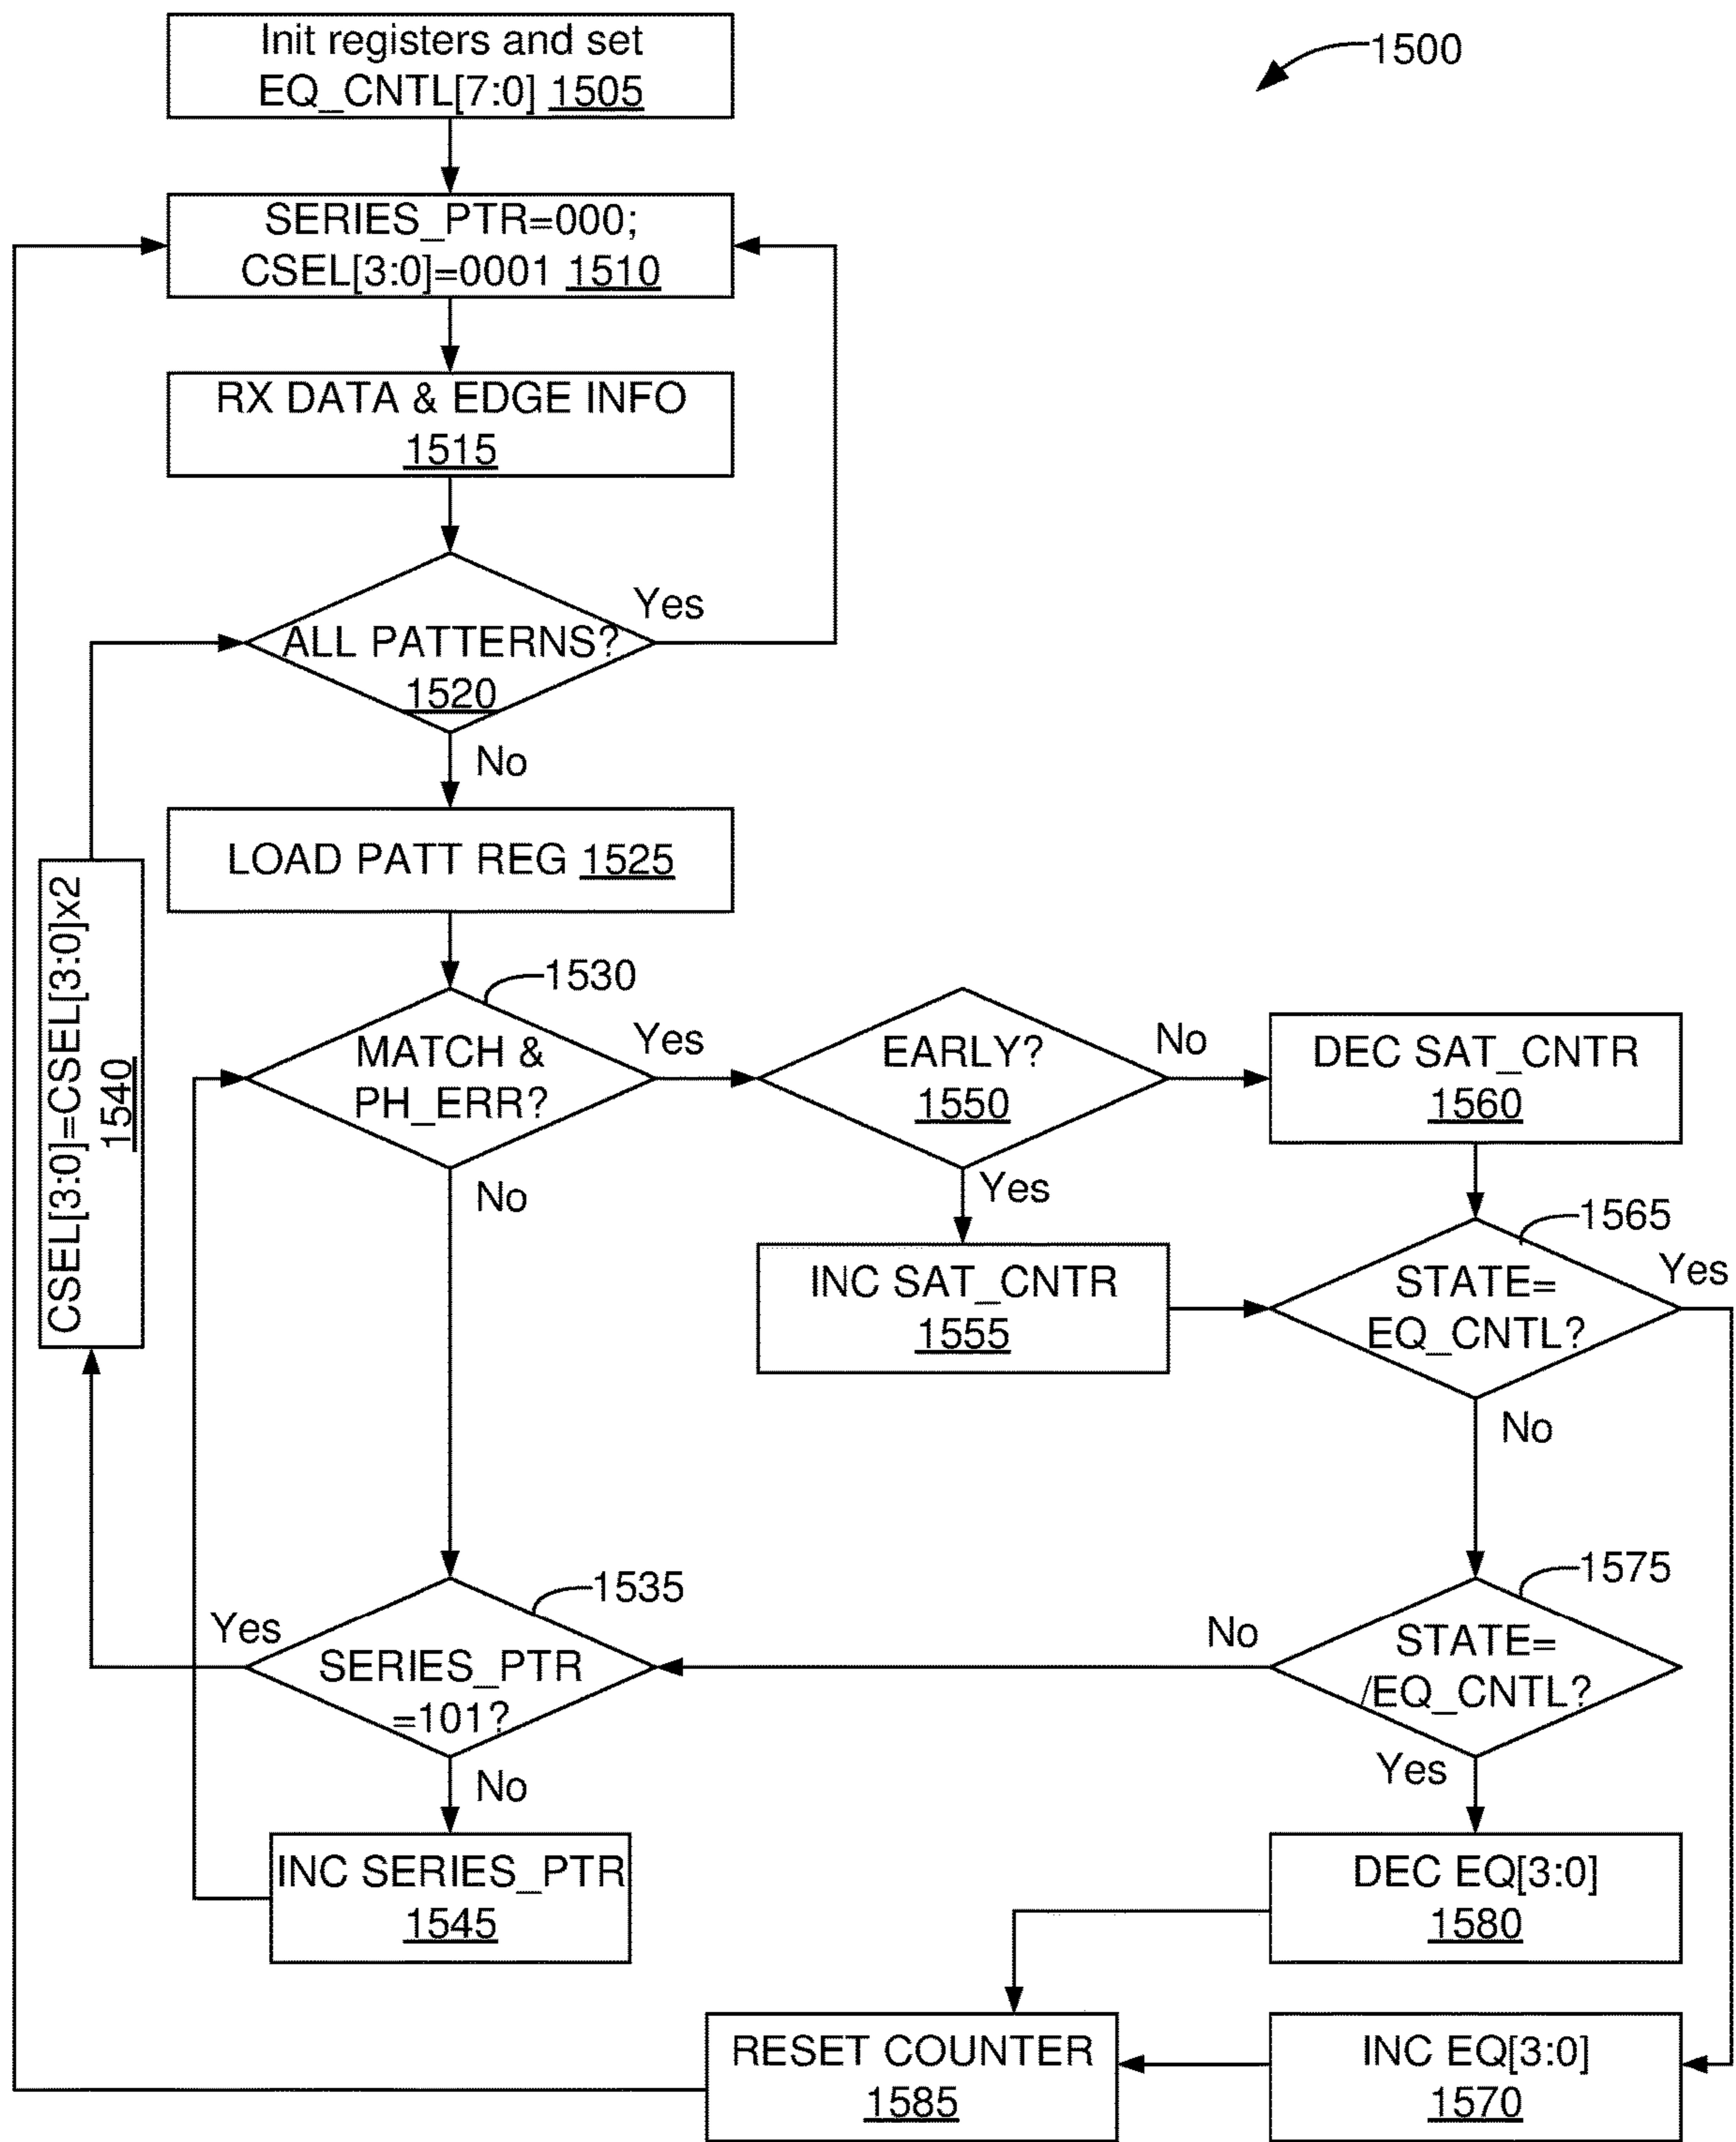 Init registers and set
EQ_CNTL[7:0] 1505
1500
SERIES_PTR=000;
CSEL[3:0]=0001 1510
RX DATA & EDGE INFO
1515
Yes
ALL PATTERNS?
1520
No
LOAD PATT REG 1525
CSEL[3:0]=CSEL[3:0]x2
1540
1530
MATCH &
PH_ERR?
Yes
No
EARLY?
1550
No
Yes
DEC SAT_CNTR
1560
INC SAT_CNTR
1555
1565
STATE=
EQ_CNTL?
Yes
No
1535
Yes
SERIES_PTR
=101?
No
1575
No
STATE=
/EQ_CNTL?
Yes
INC SERIES_PTR
1545
DEC EQ[3:0]
1580
RESET COUNTER
1585
INC EQ[3:0]
1570